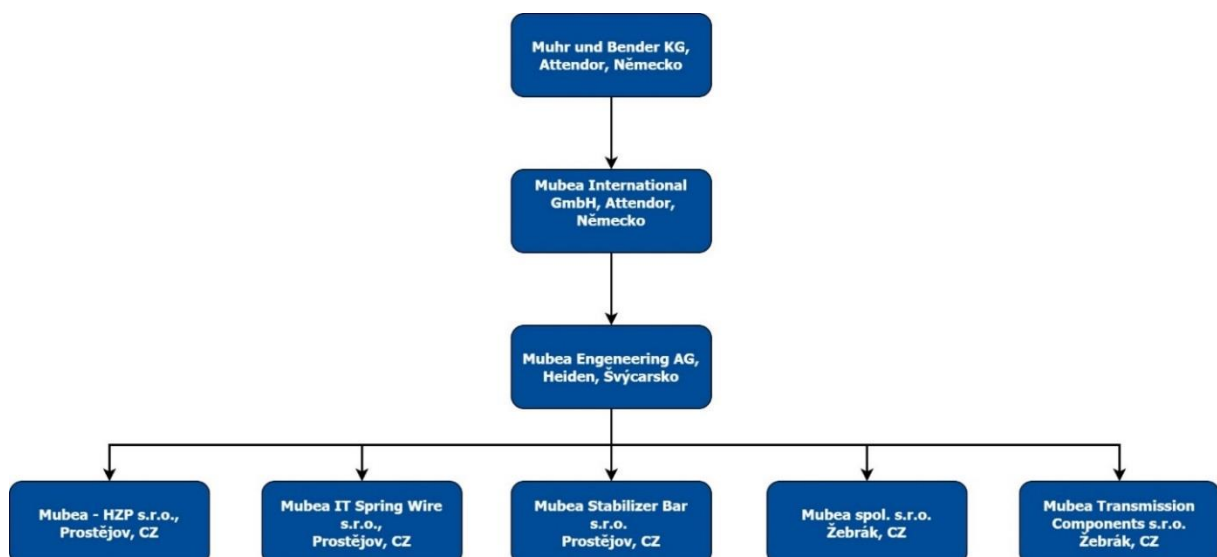 Muhr und Bender KG,
Attendor, Německo
Mubea International
GmbH, Attendor,
Německo
Mubea Engeneering AG,
Heiden, Švýcarsko
Mubea - HZP s.r.o.,
Prostějov, CZ
Mubea IT Spring Wire
s.r.o.,
Prostějov, CZ
Mubea Stabilizer Bar
s.r.o.
Prostějov, CZ
Mubea spol. s.r.o.
Žebrák, CZ
Mubea Transmission
Components s.r.o.
Žebrák, CZ